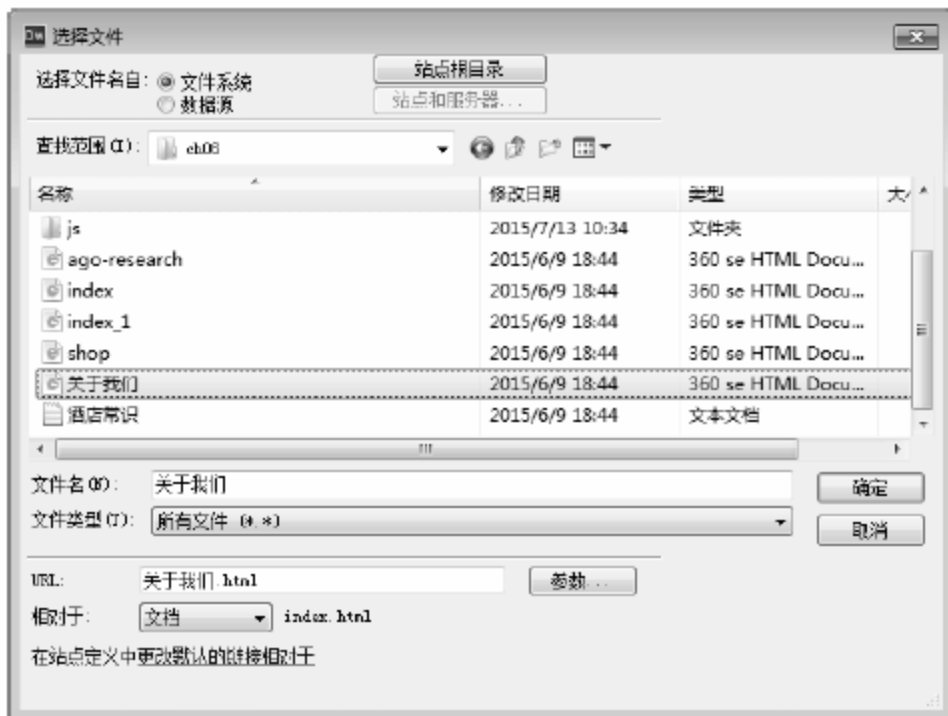 Dw 选择文件
选择文件名自: 文件系统 站点根目录
数据源 站点和服务器...
查找范围(I): ch06
名称 修改日期 类型 大小
js 2015/7/13 10:34 文件夹
ago-research 2015/6/9 18:44 360 se HTML Docu...
index 2015/6/9 18:44 360 se HTML Docu...
index_1 2015/6/9 18:44 360 se HTML Docu...
shop 2015/6/9 18:44 360 se HTML Docu...
关于我们 2015/6/9 18:44 360 se HTML Docu...
酒店常识 2015/6/9 18:44 文本文档
文件名(N): 关于我们 确定
文件类型(T): 所有文件 (*.*) 取消
URL: 关于我们.html 参数...
相对于: 文档 index.html
在站点定义中更改默认的链接相对于